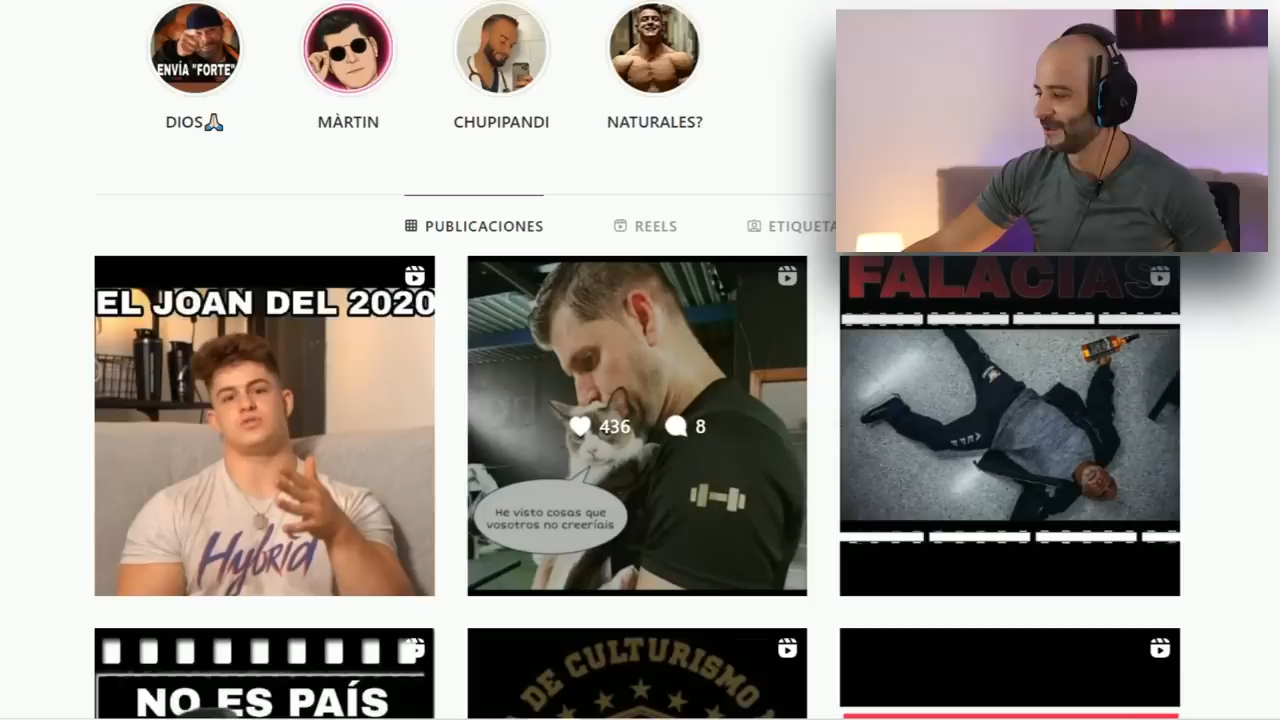 ENVÍA "FORTE"
DIOS🙏🏻
MÀRTIN
CHUPIPANDI
NATURALES?
PUBLICACIONES
REELS
ETIQUETA
EL JOAN DEL 2020
Hybrid
436
8
He visto cosas que
vosotros no creeríais
FALACIAS
NO ES PAÍS
DE CULTURISMO